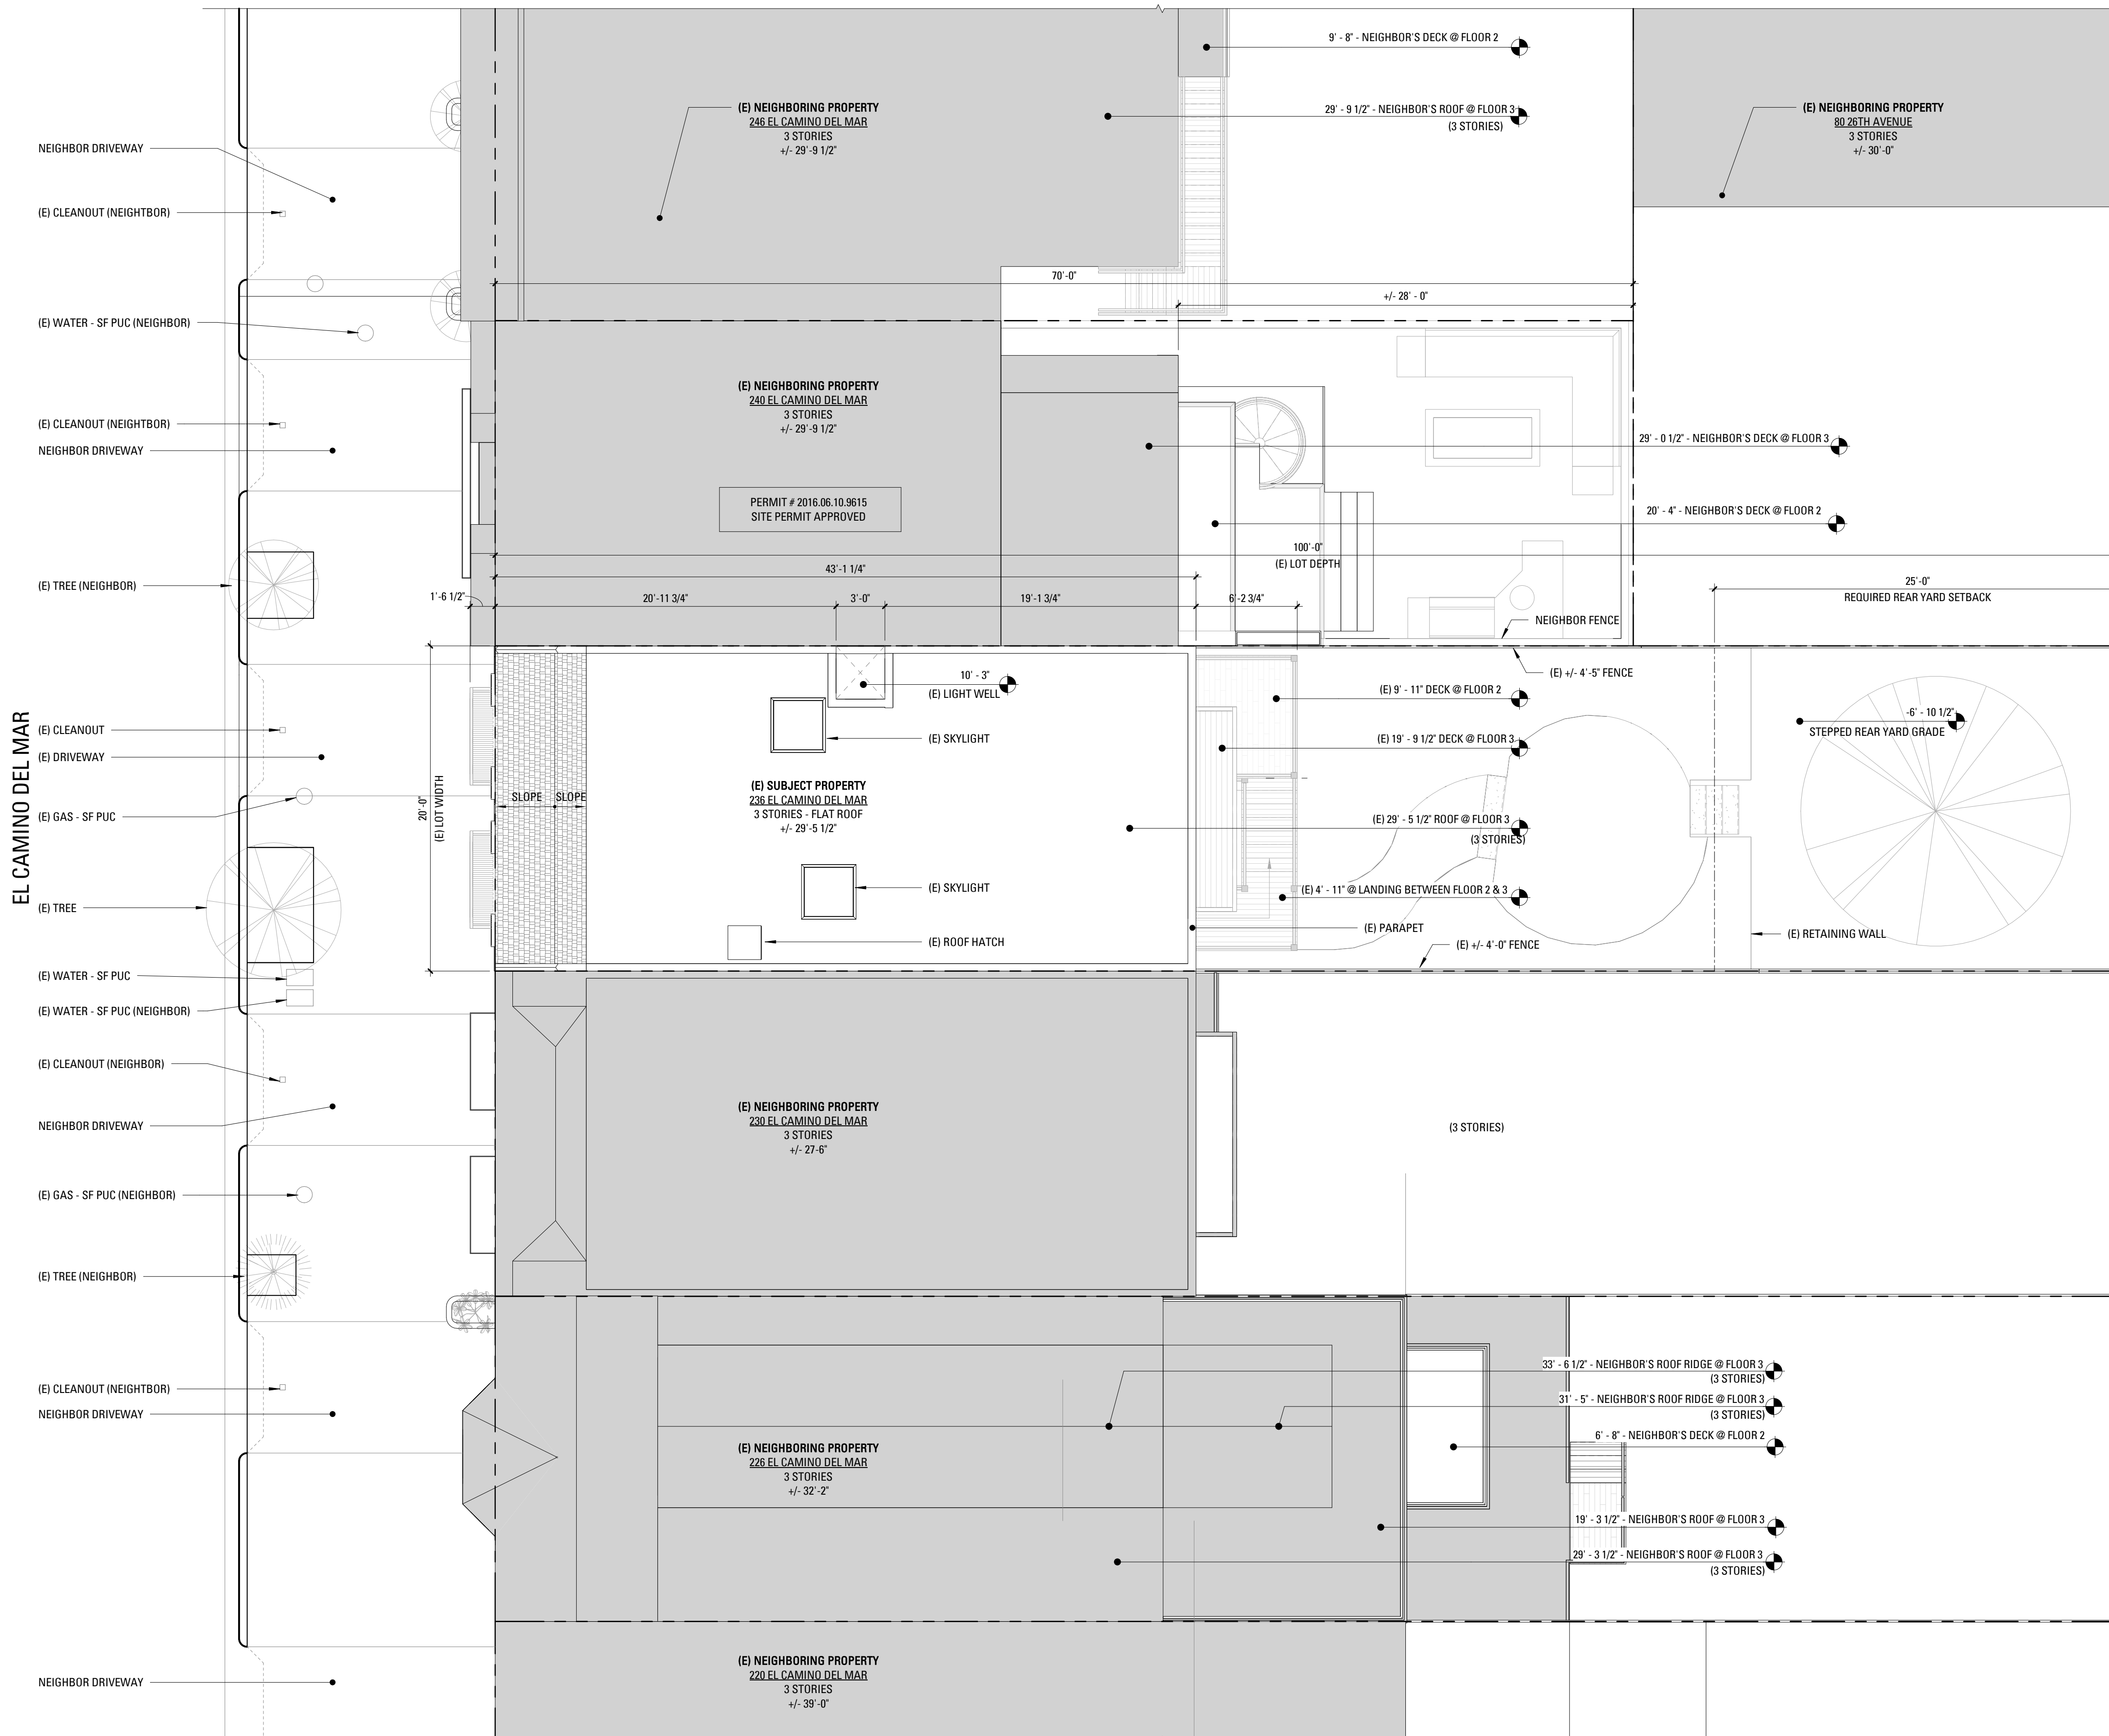 EL CAMINO DEL MAR
NEIGHBOR DRIVEWAY
(E) CLEANOUT (NEIGHTBOR)
(E) WATER - SF PUC (NEIGHBOR)
(E) CLEANOUT (NEIGHTBOR)
NEIGHBOR DRIVEWAY
(E) TREE (NEIGHBOR)
(E) CLEANOUT
(E) DRIVEWAY
(E) GAS - SF PUC
(E) TREE
(E) WATER - SF PUC
(E) WATER - SF PUC (NEIGHBOR)
(E) CLEANOUT (NEIGHBOR)
NEIGHBOR DRIVEWAY
(E) GAS - SF PUC (NEIGHBOR)
(E) TREE (NEIGHBOR)
(E) CLEANOUT (NEIGHTBOR)
NEIGHBOR DRIVEWAY
NEIGHBOR DRIVEWAY
(E) NEIGHBORING PROPERTY
246 EL CAMINO DEL MAR
3 STORIES
+/- 29'-9 1/2"
9' - 8" - NEIGHBOR'S DECK @ FLOOR 2
29' - 9 1/2" - NEIGHBOR'S ROOF @ FLOOR 3
(3 STORIES)
(E) NEIGHBORING PROPERTY
80 26TH AVENUE
3 STORIES
+/- 30'-0"
70'-0"
+/- 28' - 0"
(E) NEIGHBORING PROPERTY
240 EL CAMINO DEL MAR
3 STORIES
+/- 29'-9 1/2"
PERMIT # 2016.06.10.9615
SITE PERMIT APPROVED
29' - 0 1/2" - NEIGHBOR'S DECK @ FLOOR 3
20' - 4" - NEIGHBOR'S DECK @ FLOOR 2
100'-0"
(E) LOT DEPTH
43'-1 1/4"
25'-0"
REQUIRED REAR YARD SETBACK
1'-6 1/2"
20'-11 3/4"
3'-0"
19'-1 3/4"
6'-2 3/4"
NEIGHBOR FENCE
(E) +/- 4'-5" FENCE
10' - 3"
(E) LIGHT WELL
(E) 9' - 11" DECK @ FLOOR 2
-6' - 10 1/2"
STEPPED REAR YARD GRADE
(E) SKYLIGHT
(E) 19' - 9 1/2" DECK @ FLOOR 3
20'-0"
(E) LOT WIDTH
SLOPE
SLOPE
(E) SUBJECT PROPERTY
236 EL CAMINO DEL MAR
3 STORIES - FLAT ROOF
+/- 29'-5 1/2"
(E) 29' - 5 1/2" ROOF @ FLOOR 3
(3 STORIES)
(E) SKYLIGHT
(E) 4' - 11" @ LANDING BETWEEN FLOOR 2 & 3
(E) PARAPET
(E) ROOF HATCH
(E) +/- 4'-0" FENCE
(E) RETAINING WALL
(E) NEIGHBORING PROPERTY
230 EL CAMINO DEL MAR
3 STORIES
+/- 27-6"
(3 STORIES)
33' - 6 1/2" - NEIGHBOR'S ROOF RIDGE @ FLOOR 3
(3 STORIES)
31' - 5" - NEIGHBOR'S ROOF RIDGE @ FLOOR 3
(3 STORIES)
6' - 8" - NEIGHBOR'S DECK @ FLOOR 2
(E) NEIGHBORING PROPERTY
226 EL CAMINO DEL MAR
3 STORIES
+/- 32'-2"
19' - 3 1/2" - NEIGHBOR'S ROOF @ FLOOR 3
29' - 3 1/2" - NEIGHBOR'S ROOF @ FLOOR 3
(3 STORIES)
(E) NEIGHBORING PROPERTY
220 EL CAMINO DEL MAR
3 STORIES
+/- 39'-0"